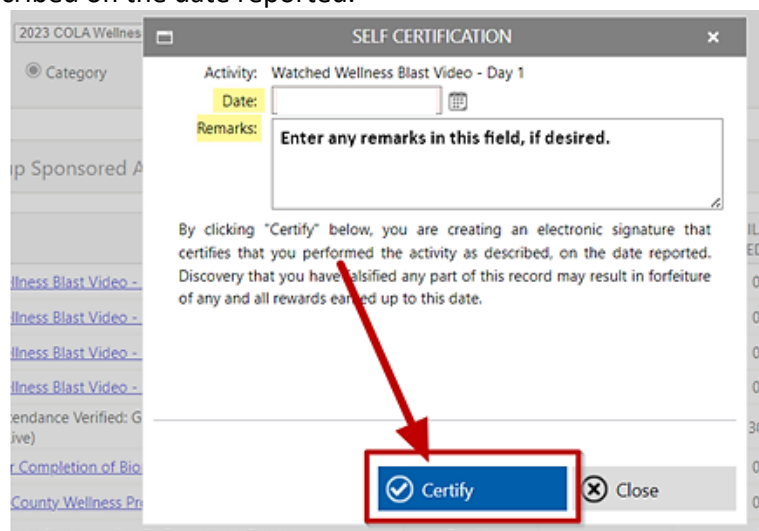 cribed on the date reported.
2023 COLA Wellnes
SELF CERTIFICATION
Category
Activity: Watched Wellness Blast Video - Day 1
Date:
Remarks:
Enter any remarks in this field, if desired.
up Sponsored A
By clicking "Certify" below, you are creating an electronic signature that
certifies that you performed the activity as described, on the date reported.
Discovery that you have falsified any part of this record may result in forfeiture
of any and all rewards earned up to this date.
llness Blast Video -
llness Blast Video -
llness Blast Video -
llness Blast Video -
tendance Verified: G
ive)
r Completion of Bio
County Wellness Pr
Certify
Close